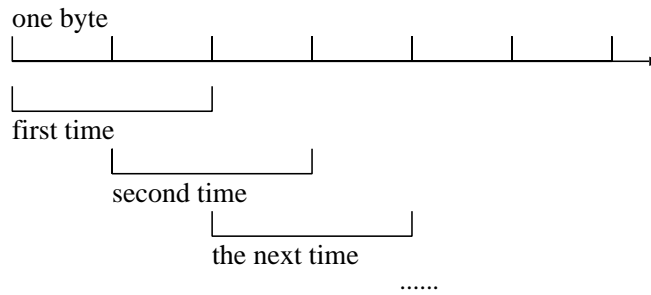 one byte
first time
second time
the next time
......